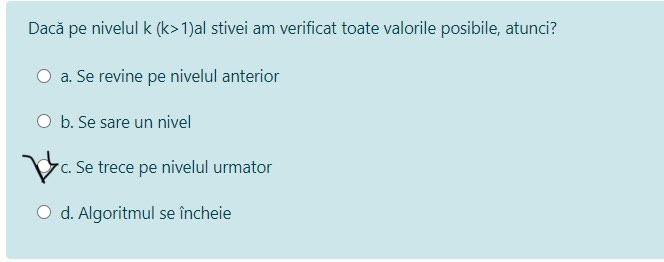 Dacă pe nivelul k (k>1)al stivei am verificat toate valorile posibile, atunci?
a. Se revine pe nivelul anterior
b. Se sare un nivel
c. Se trece pe nivelul urmator
d. Algoritmul se încheie